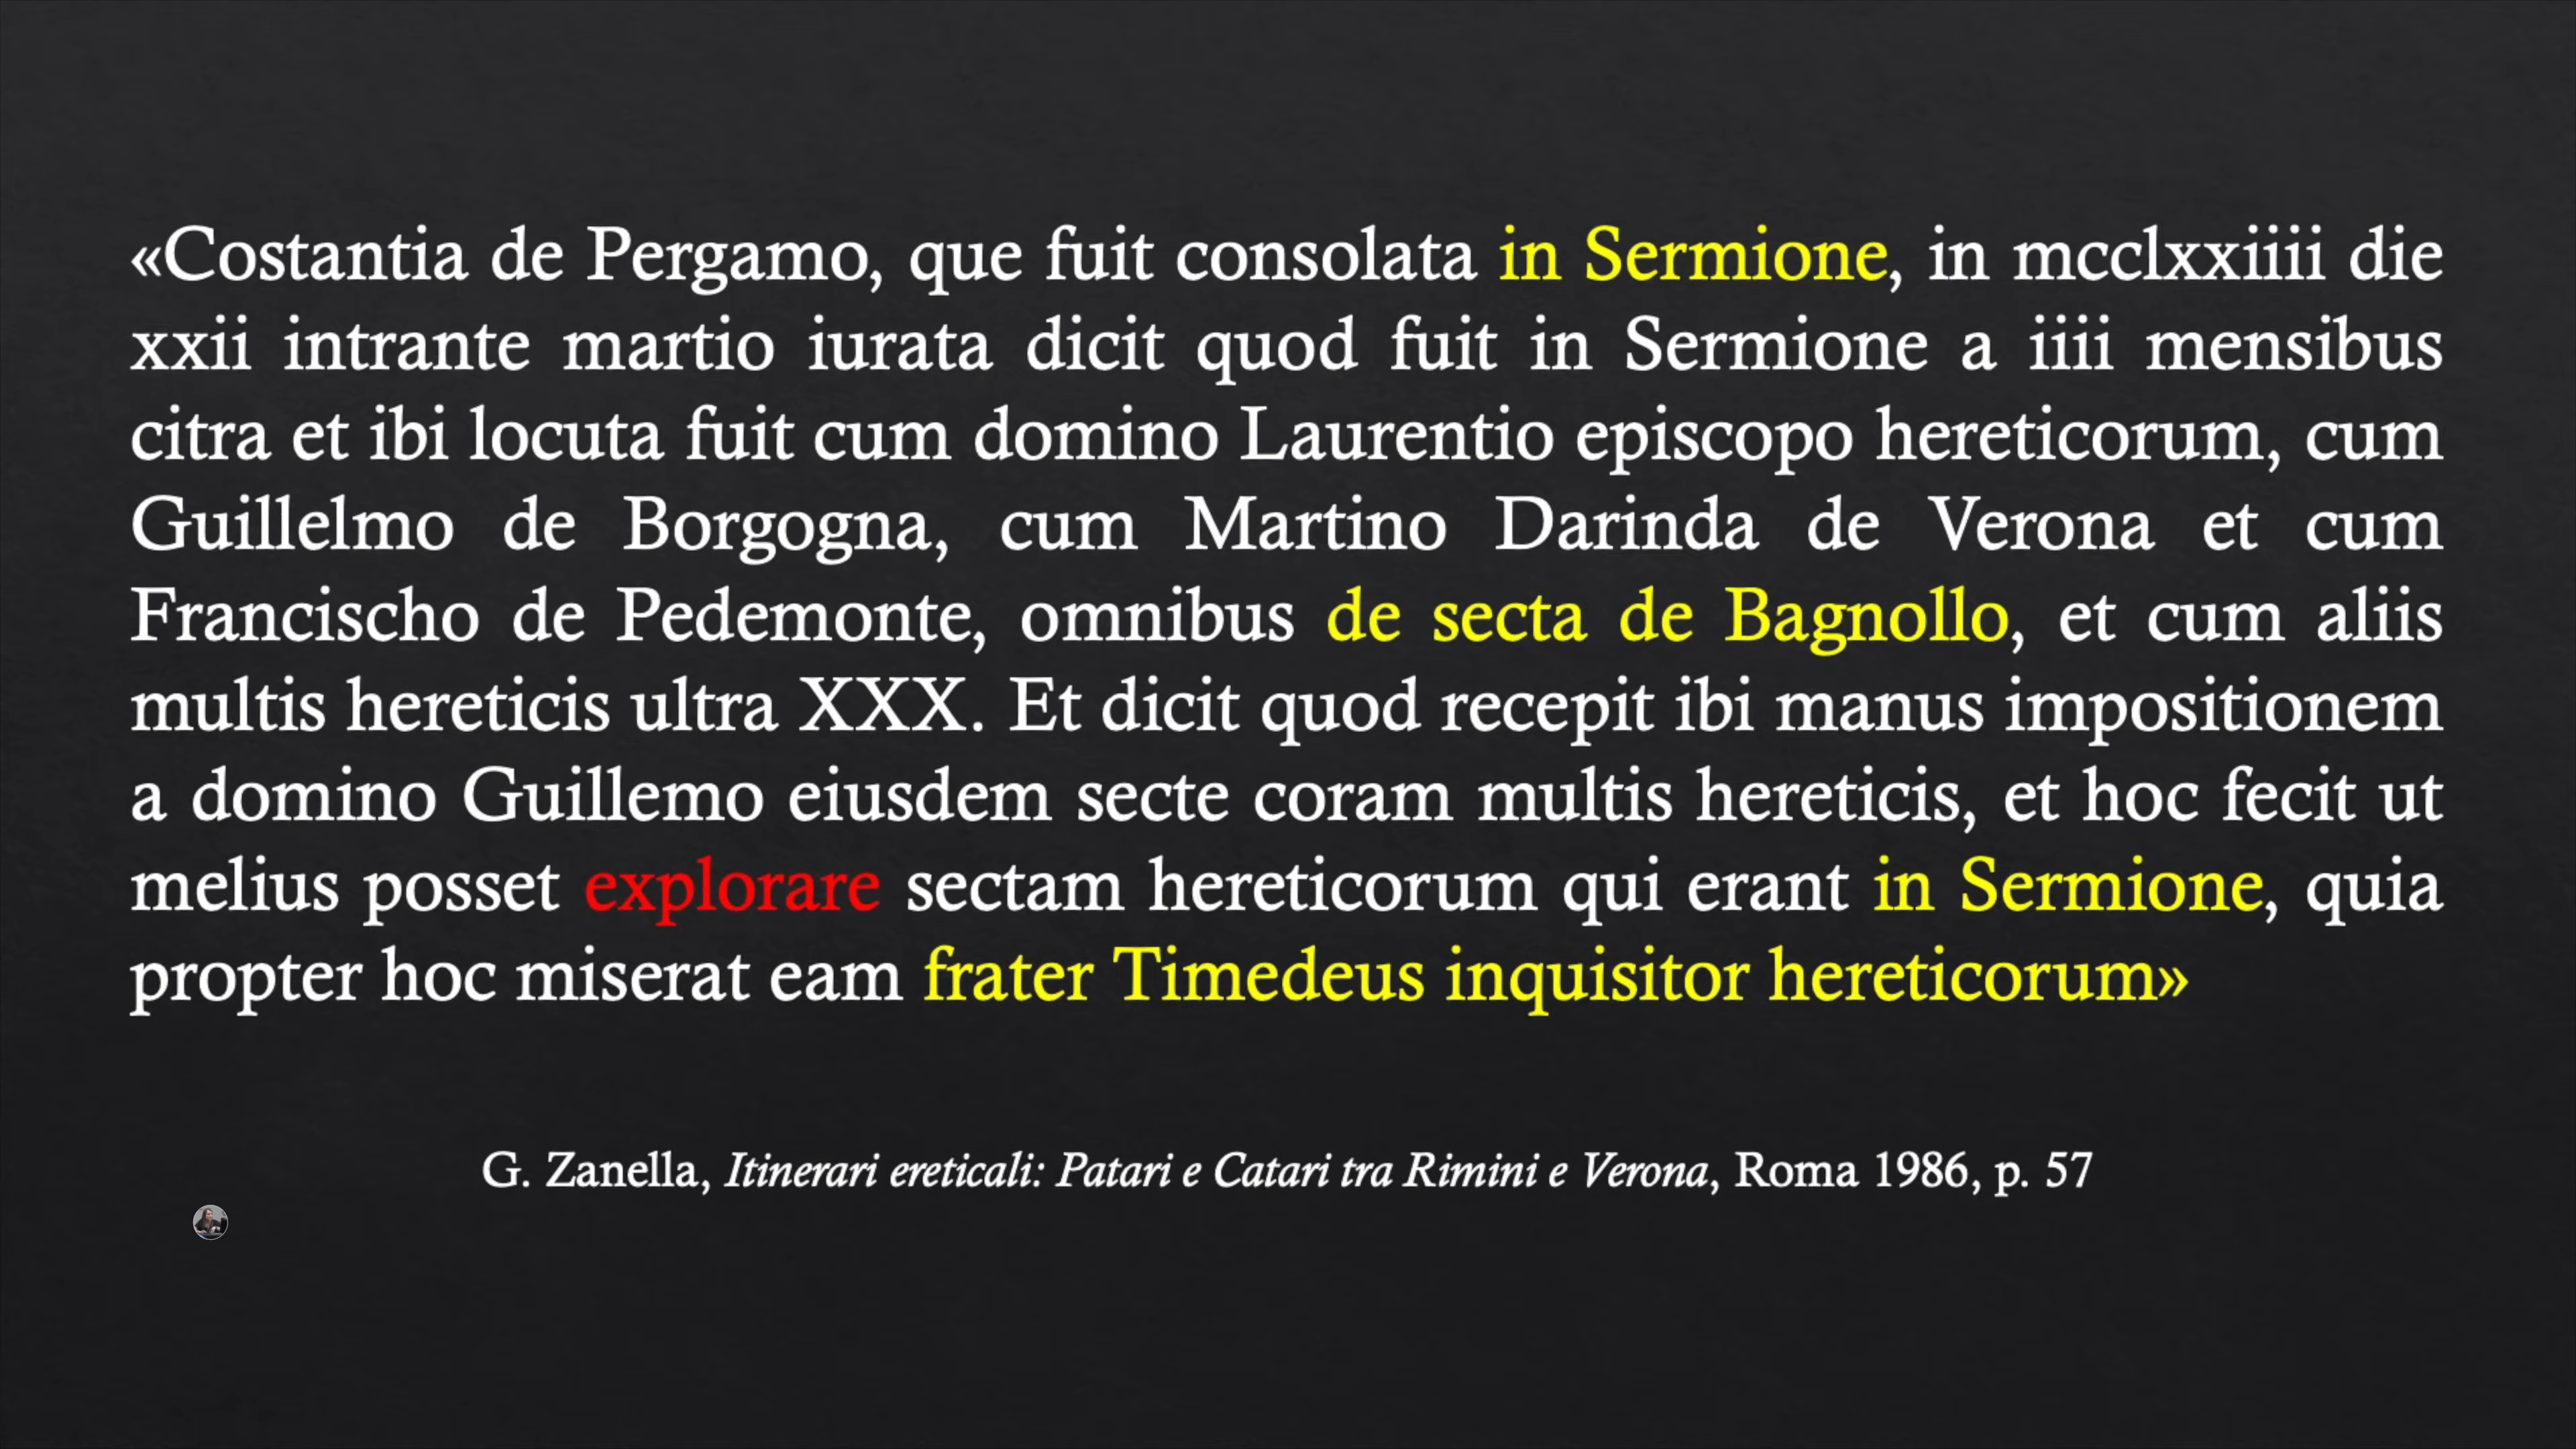 «Costantia de Pergamo, que fuit consolata in Sermione, in mcclxxiiii die
xxii intrante martio iurata dicit quod fuit in Sermione a iiii mensibus
citra et ibi locuta fuit cum domino Laurentio episcopo hereticorum, cum
Guillelmo de Borgogna, cum Martino Darinda de Verona et cum
Francischo de Pedemonte, omnibus de secta de Bagnollo, et cum aliis
multis hereticis ultra XXX. Et dicit quod recepit ibi manus impositionem
a domino Guillemo eiusdem secte coram multis hereticis, et hoc fecit ut
melius posset explorare sectam hereticorum qui erant in Sermione, quia
propter hoc miserat eam frater Timedeus inquisitor hereticorum»
G. Zanella, Itinerari ereticali: Patari e Catari tra Rimini e Verona, Roma 1986, p. 57